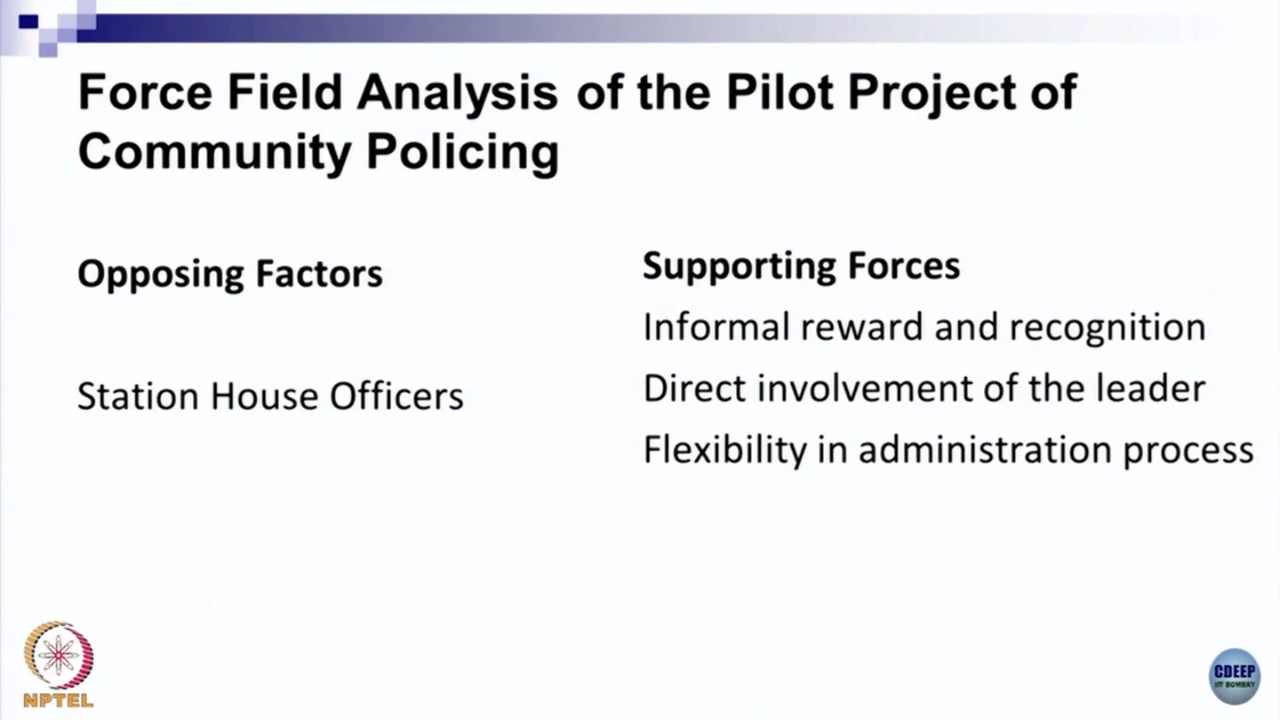 Force Field Analysis of the Pilot Project of
Community Policing
Opposing Factors
Station House Officers
Supporting Forces
Informal reward and recognition
Direct involvement of the leader
Flexibility in administration process
NPTEL
CDEEP
IIT BOMBAY